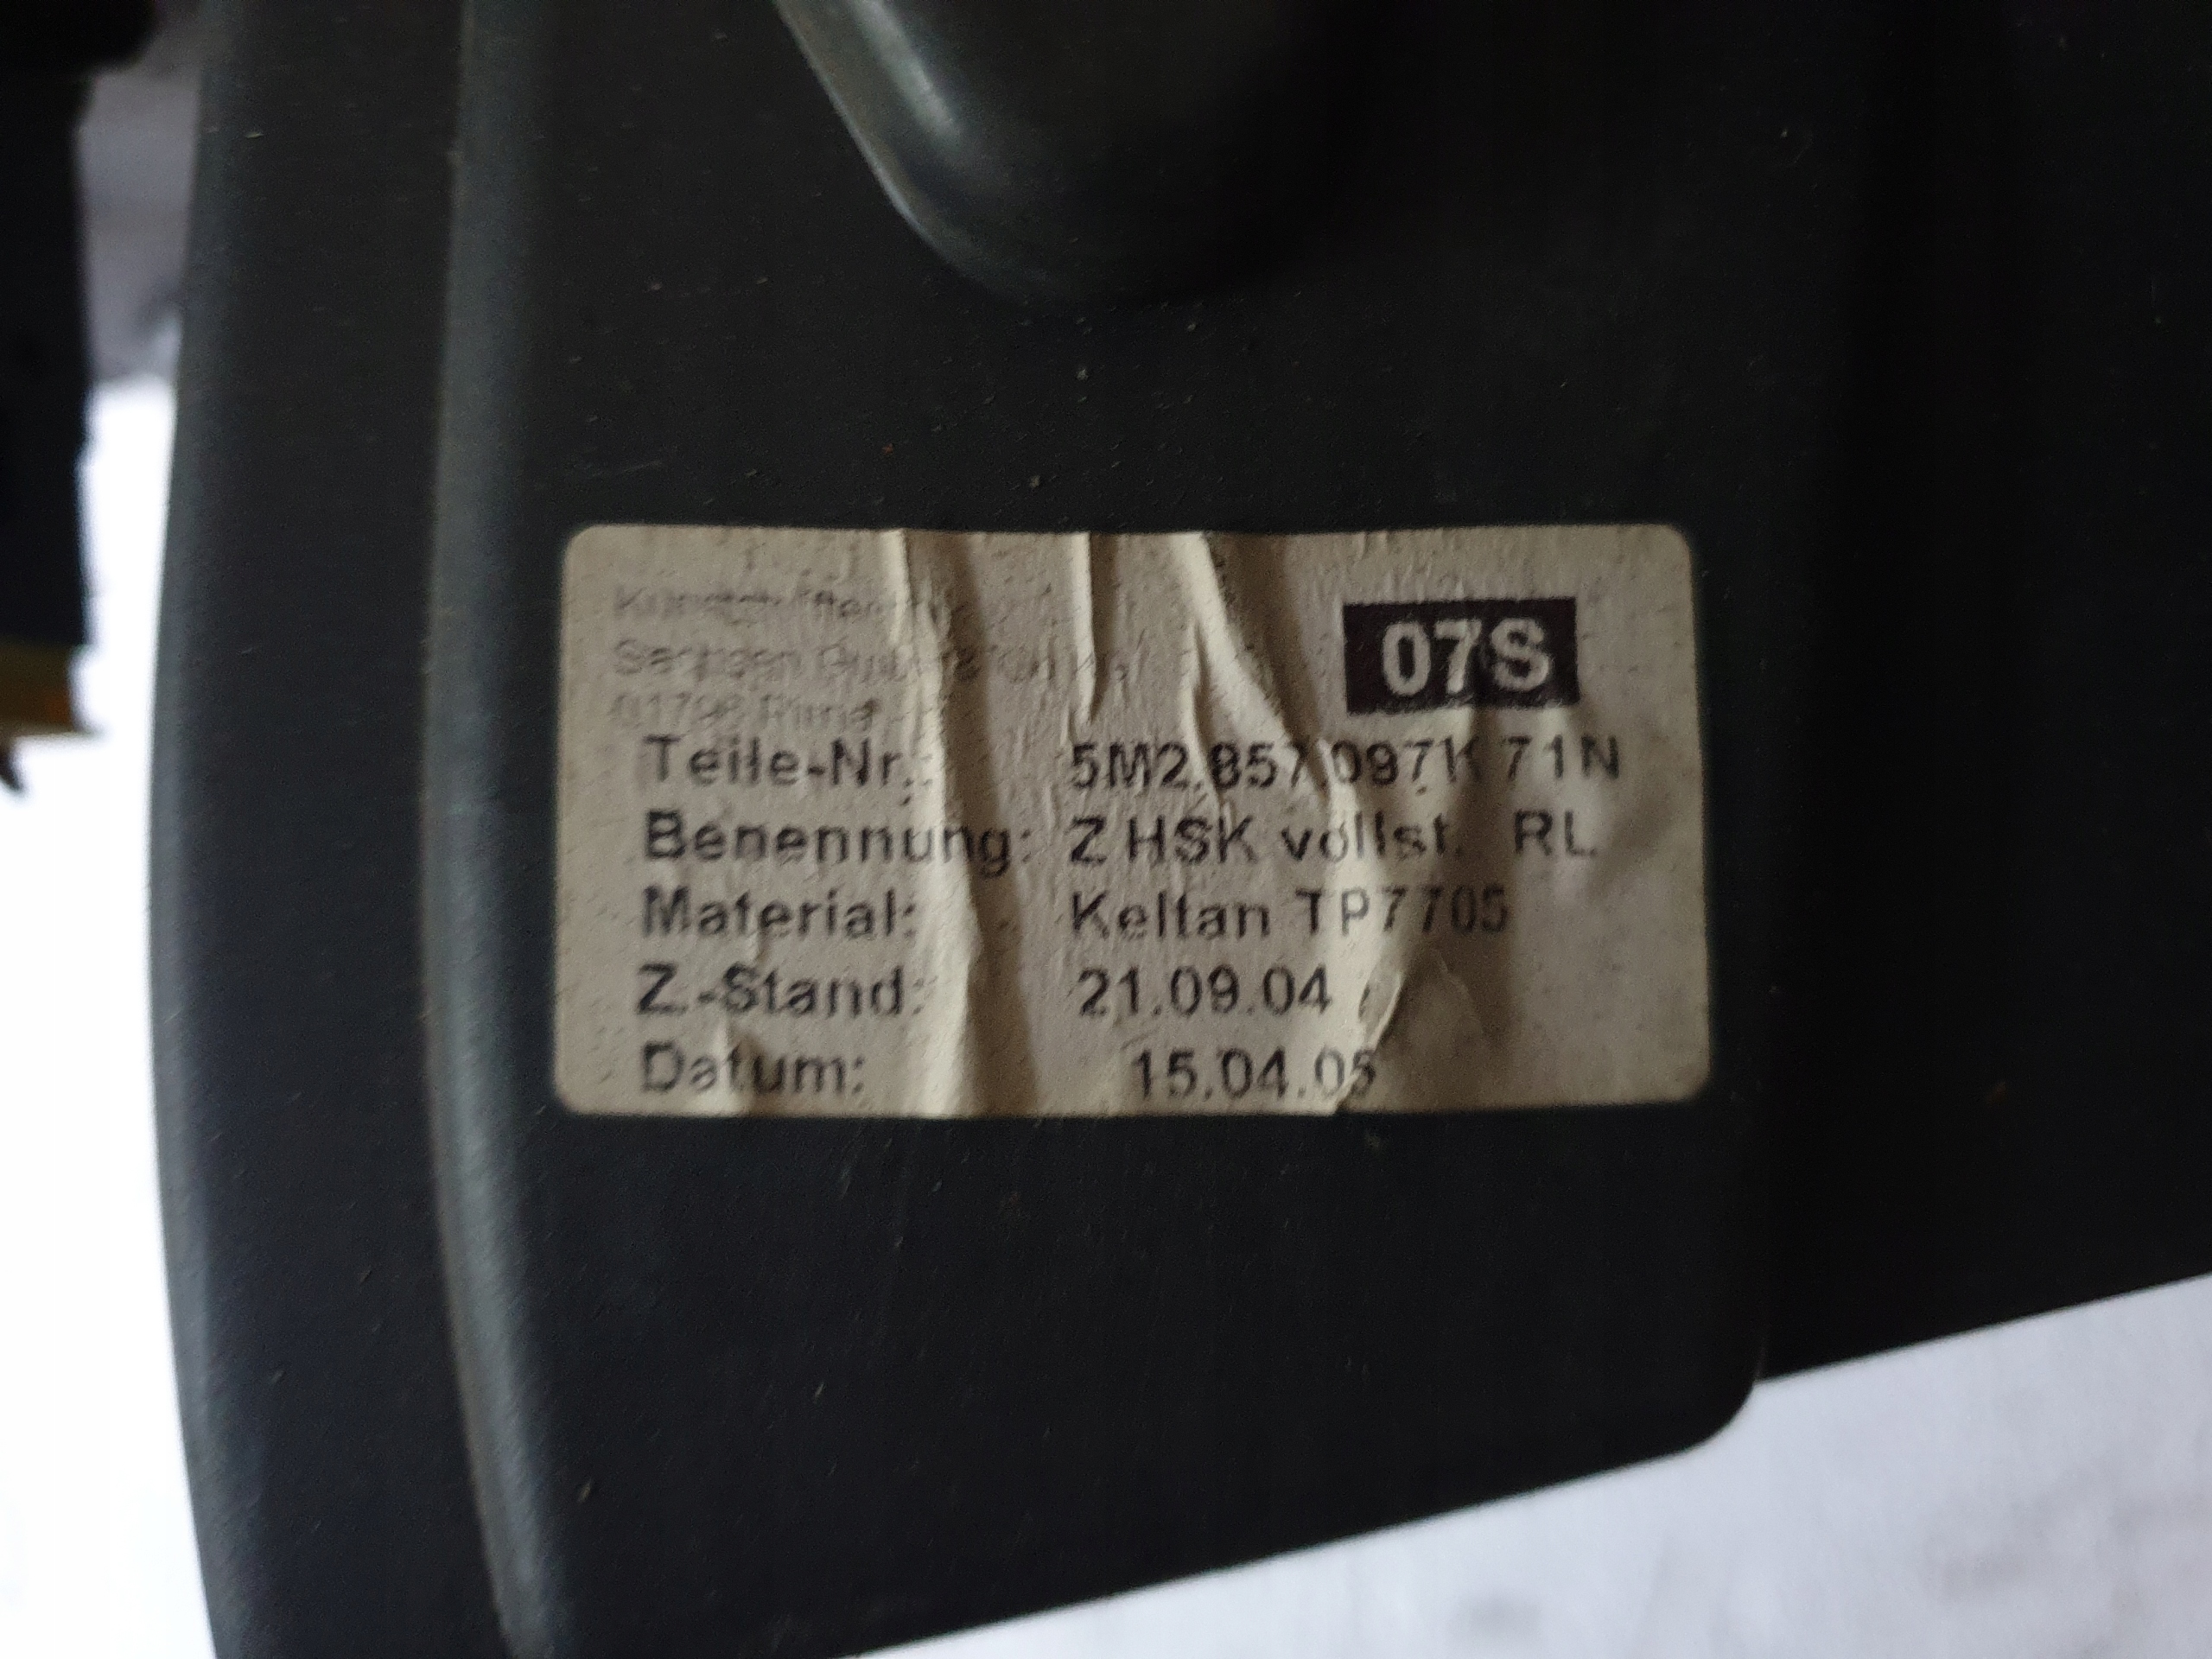 Sachsen
07S
Teile-Nr.: 5M2.857.097K 71N
Benennung: Z HSK vollst. RL
Material: Keltan TP7705
Z.-Stand: 21.09.04
Datum: 15.04.05